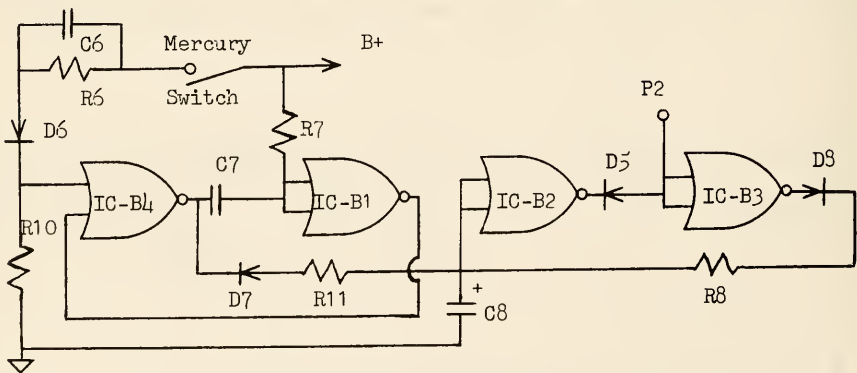 C6
Mercury
B+
R6
Switch
P2
D6
R7
C7
D5
D8
IC-B4
IC-B1
IC-B2
IC-B3
R10
D7
R11
+
C8
R8